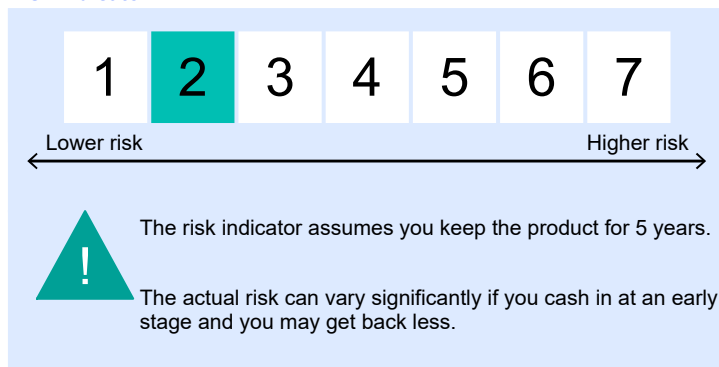 1 2 3 4 5 6 7
Lower risk Higher risk
!
The risk indicator assumes you keep the product for 5 years.
The actual risk can vary significantly if you cash in at an early
stage and you may get back less.